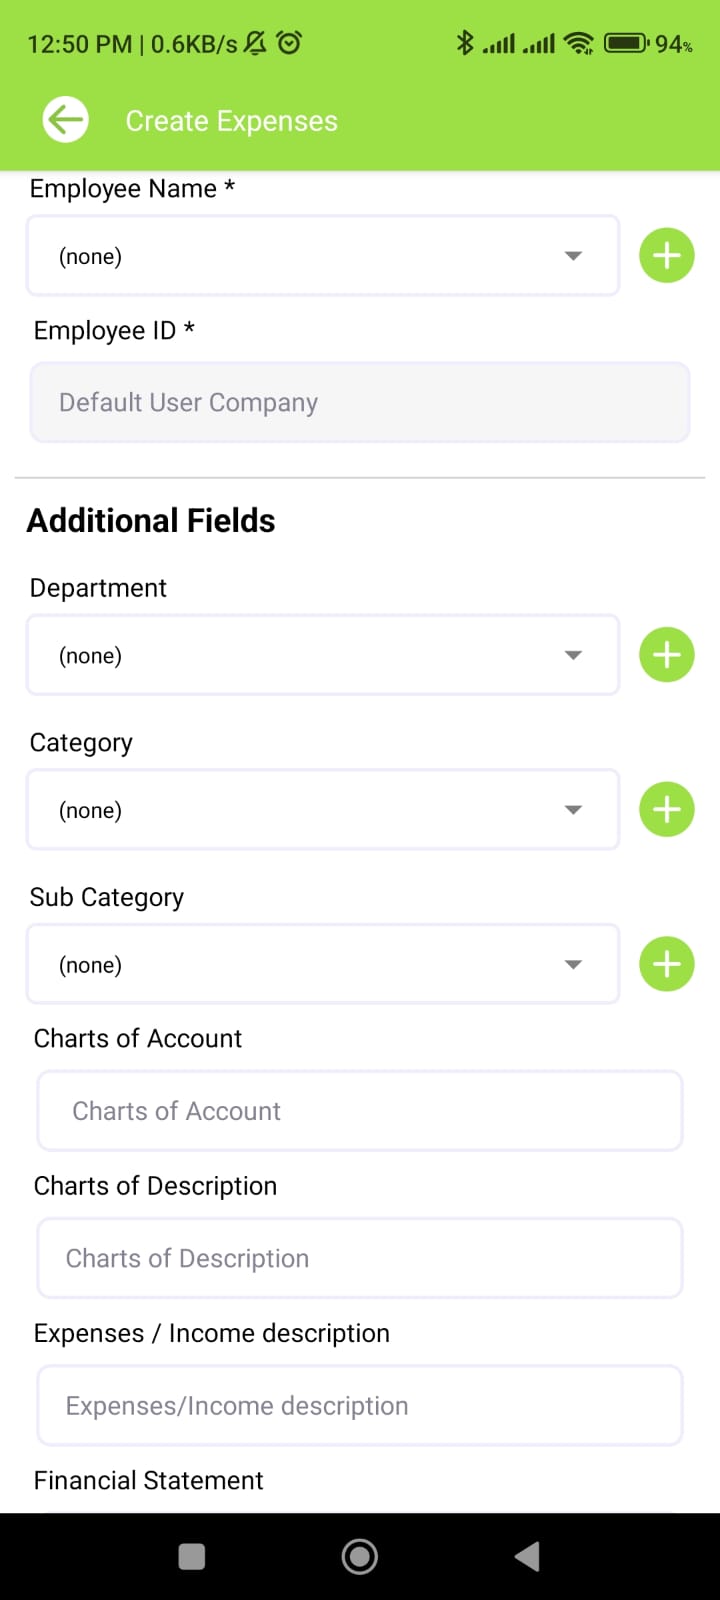 12:50 PM | 0.6KB/s 94%
Create Expenses
Employee Name *
(none)
Employee ID *
Default User Company
Additional Fields
Department
(none)
Category
(none)
Sub Category
(none)
Charts of Account
Charts of Account
Charts of Description
Charts of Description
Expenses / Income description
Expenses/Income description
Financial Statement